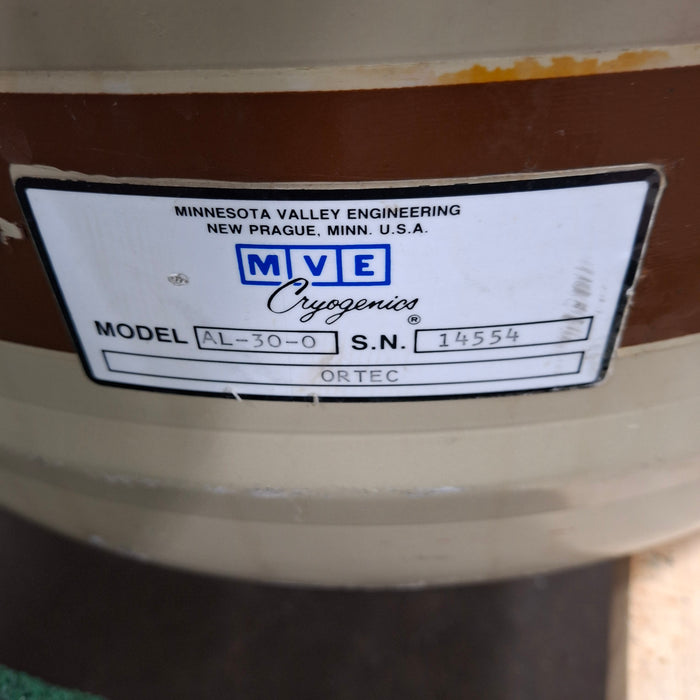 MINNESOTA VALLEY ENGINEERING
NEW PRAGUE, MINN. U.S.A.
MVE
Cryogenics®
MODEL AL-30-0 S.N. 14554
ORTEC